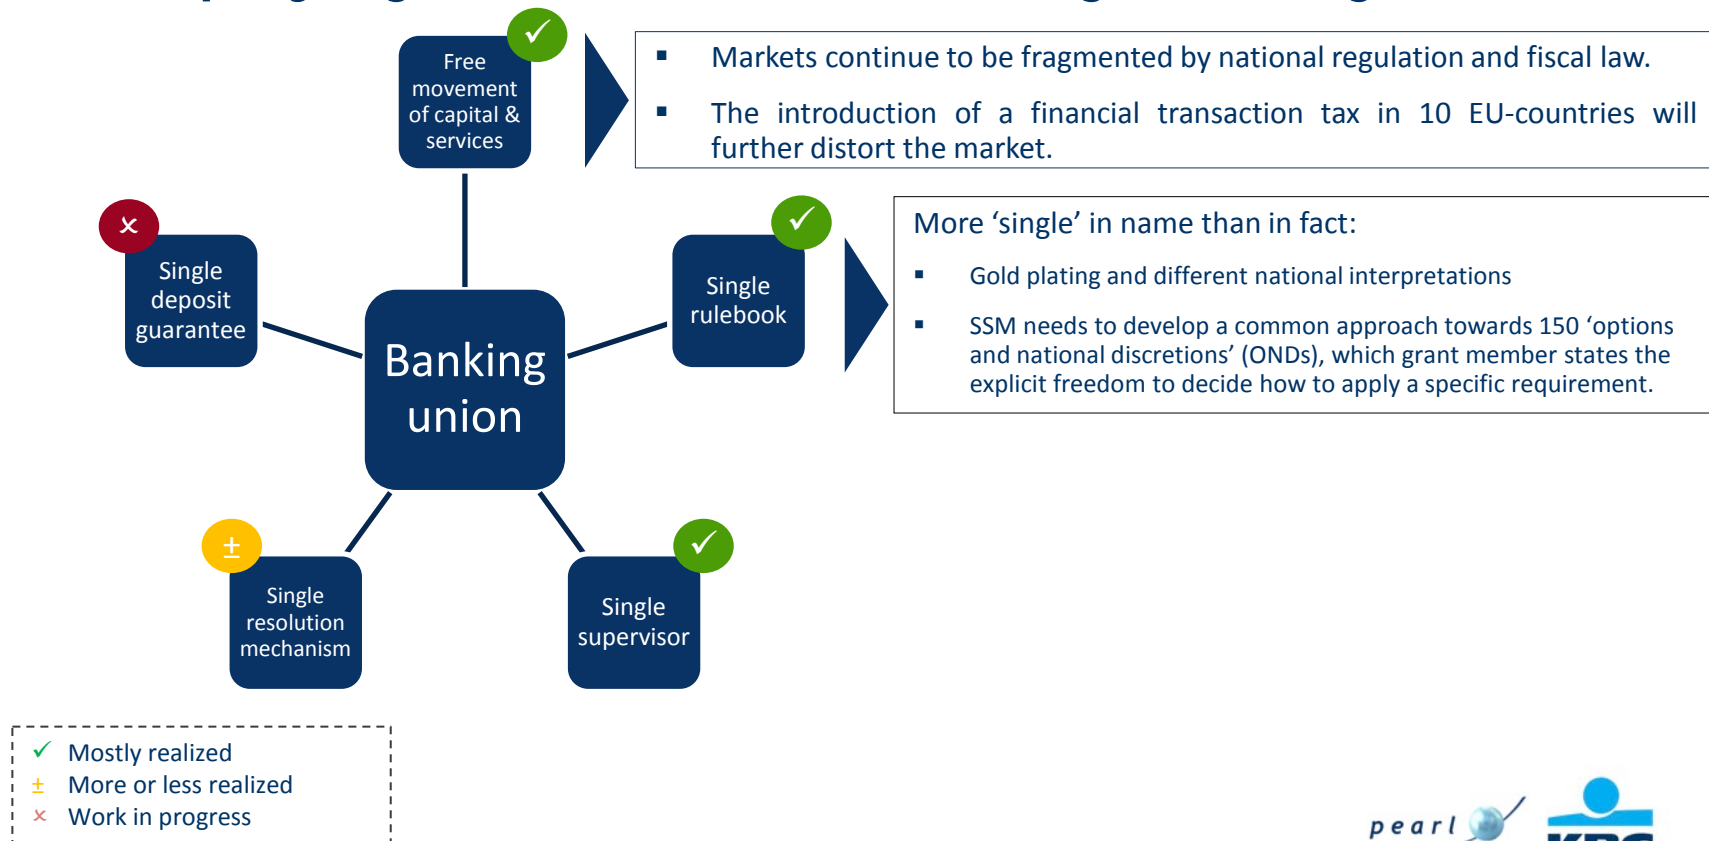 ✓
Free
movement
of capital &
services
▪ Markets continue to be fragmented by national regulation and fiscal law.
▪ The introduction of a financial transaction tax in 10 EU-countries will
further distort the market.
×
Single
deposit
guarantee
✓
Single
rulebook
More ‘single’ in name than in fact:
▪ Gold plating and different national interpretations
▪ SSM needs to develop a common approach towards 150 ‘options
and national discretions’ (ONDs), which grant member states the
explicit freedom to decide how to apply a specific requirement.
Banking
union
±
Single
resolution
mechanism
✓
Single
supervisor
✓ Mostly realized
± More or less realized
× Work in progress
pearl
KBC